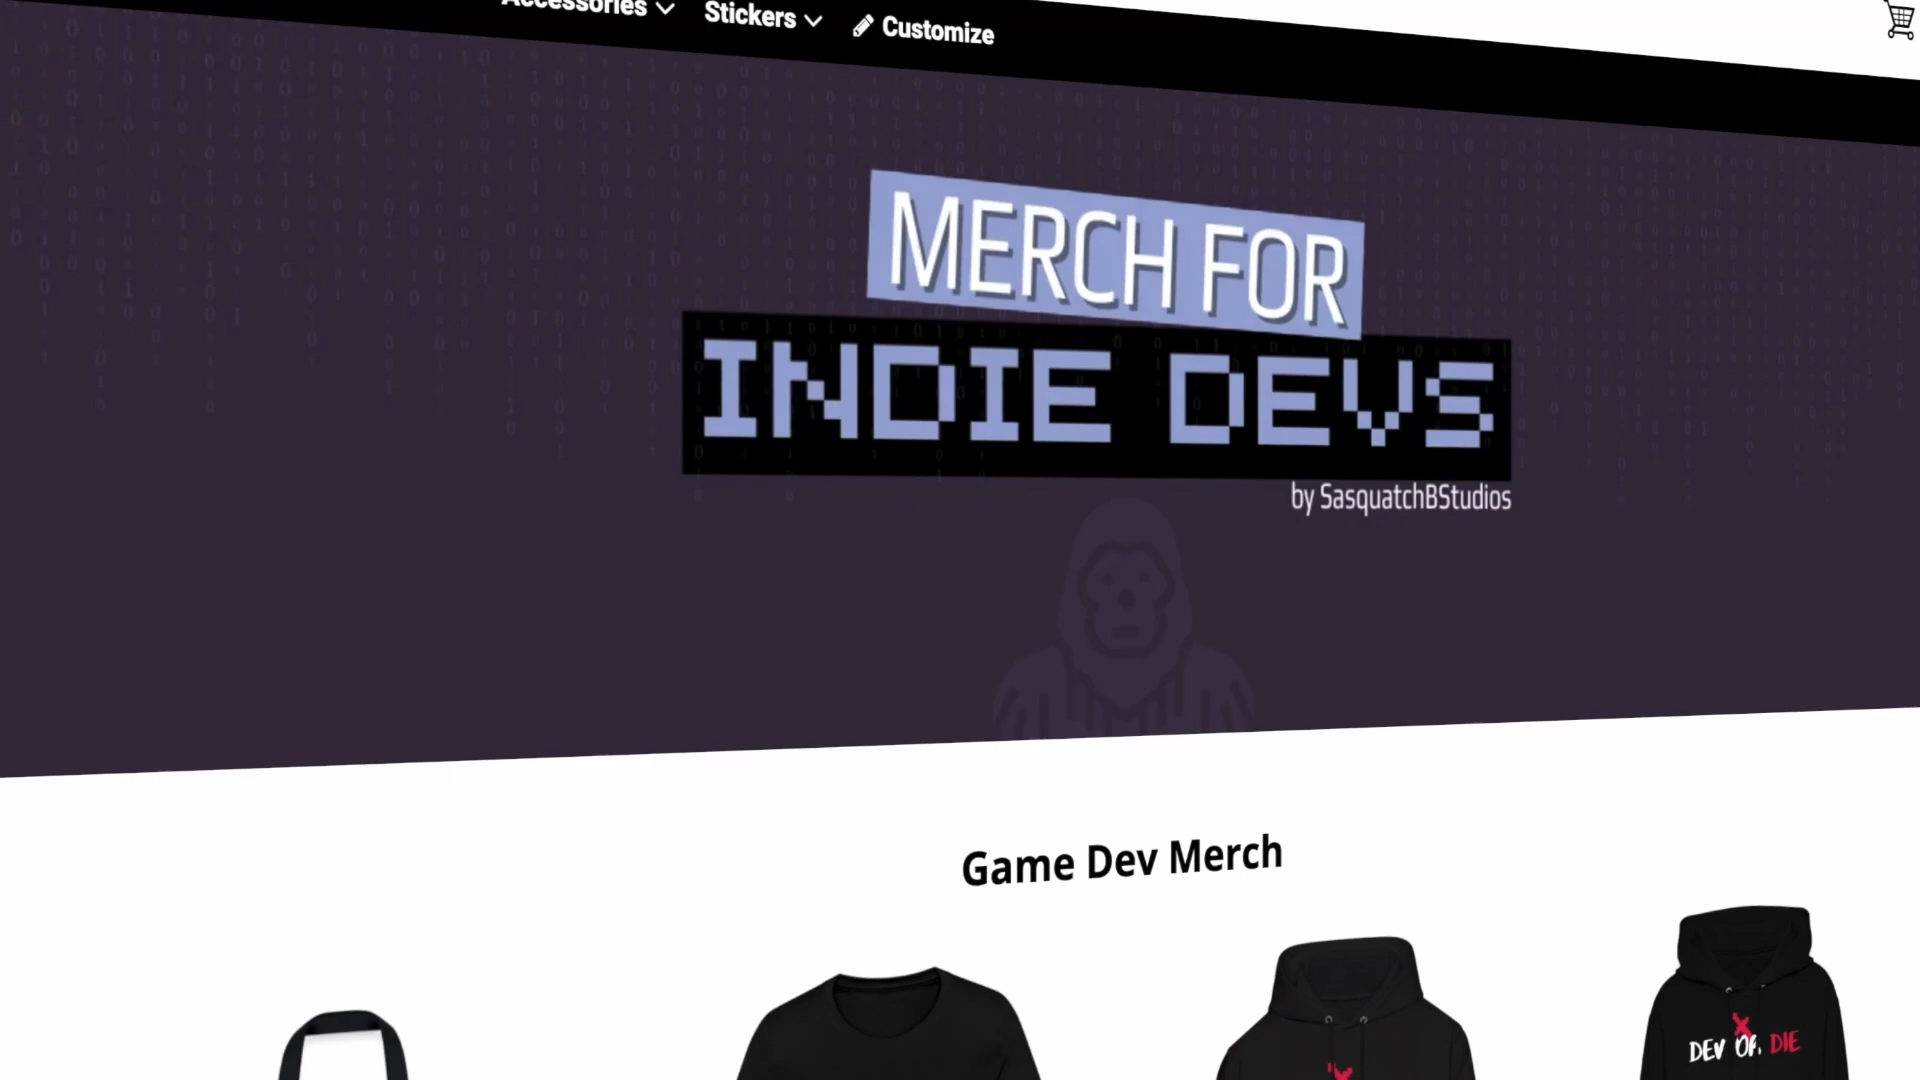 Accessories
Stickers
Customize
MERCH FOR
INDIE DEVS
by SasquatchBStudios
Game Dev Merch
DEV OR DIE